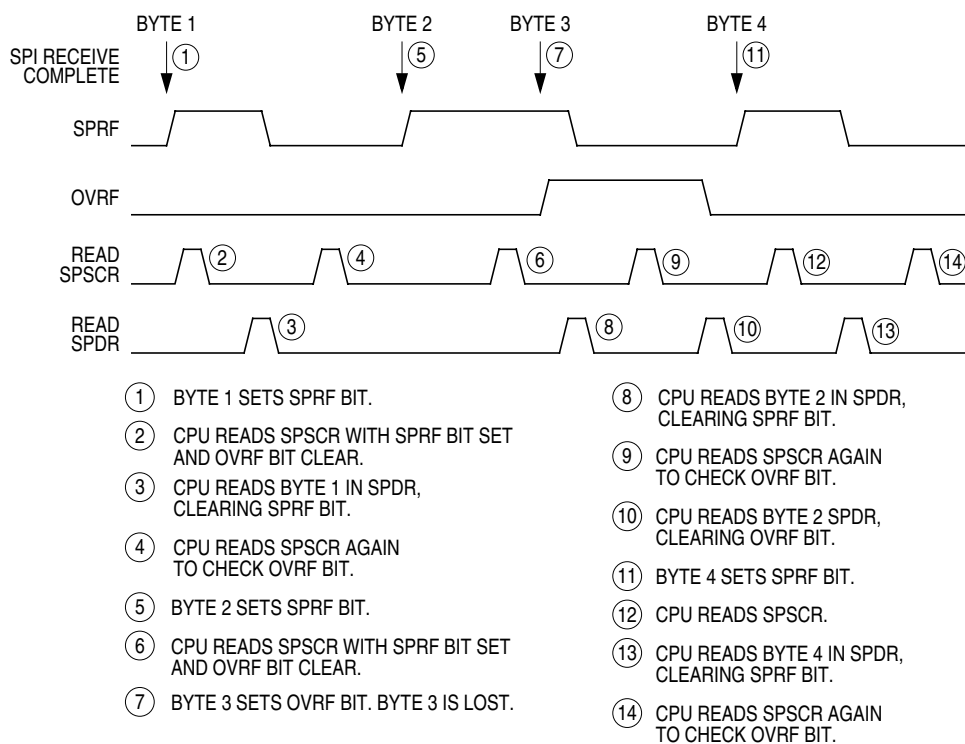 BYTE 1 BYTE 2 BYTE 3 BYTE 4
SPI RECEIVE
COMPLETE
1 5 7 11
SPRF
OVRF
READ
SPSCR
2 4 6 9 12 14
READ
SPDR
3 8 10 13
1 BYTE 1 SETS SPRF BIT.
2 CPU READS SPSCR WITH SPRF BIT SET
AND OVRF BIT CLEAR.
3 CPU READS BYTE 1 IN SPDR,
CLEARING SPRF BIT.
4 CPU READS SPSCR AGAIN
TO CHECK OVRF BIT.
5 BYTE 2 SETS SPRF BIT.
6 CPU READS SPSCR WITH SPRF BIT SET
AND OVRF BIT CLEAR.
7 BYTE 3 SETS OVRF BIT. BYTE 3 IS LOST.
8 CPU READS BYTE 2 IN SPDR,
CLEARING SPRF BIT.
9 CPU READS SPSCR AGAIN
TO CHECK OVRF BIT.
10 CPU READS BYTE 2 SPDR,
CLEARING OVRF BIT.
11 BYTE 4 SETS SPRF BIT.
12 CPU READS SPSCR.
13 CPU READS BYTE 4 IN SPDR,
CLEARING SPRF BIT.
14 CPU READS SPSCR AGAIN
TO CHECK OVRF BIT.